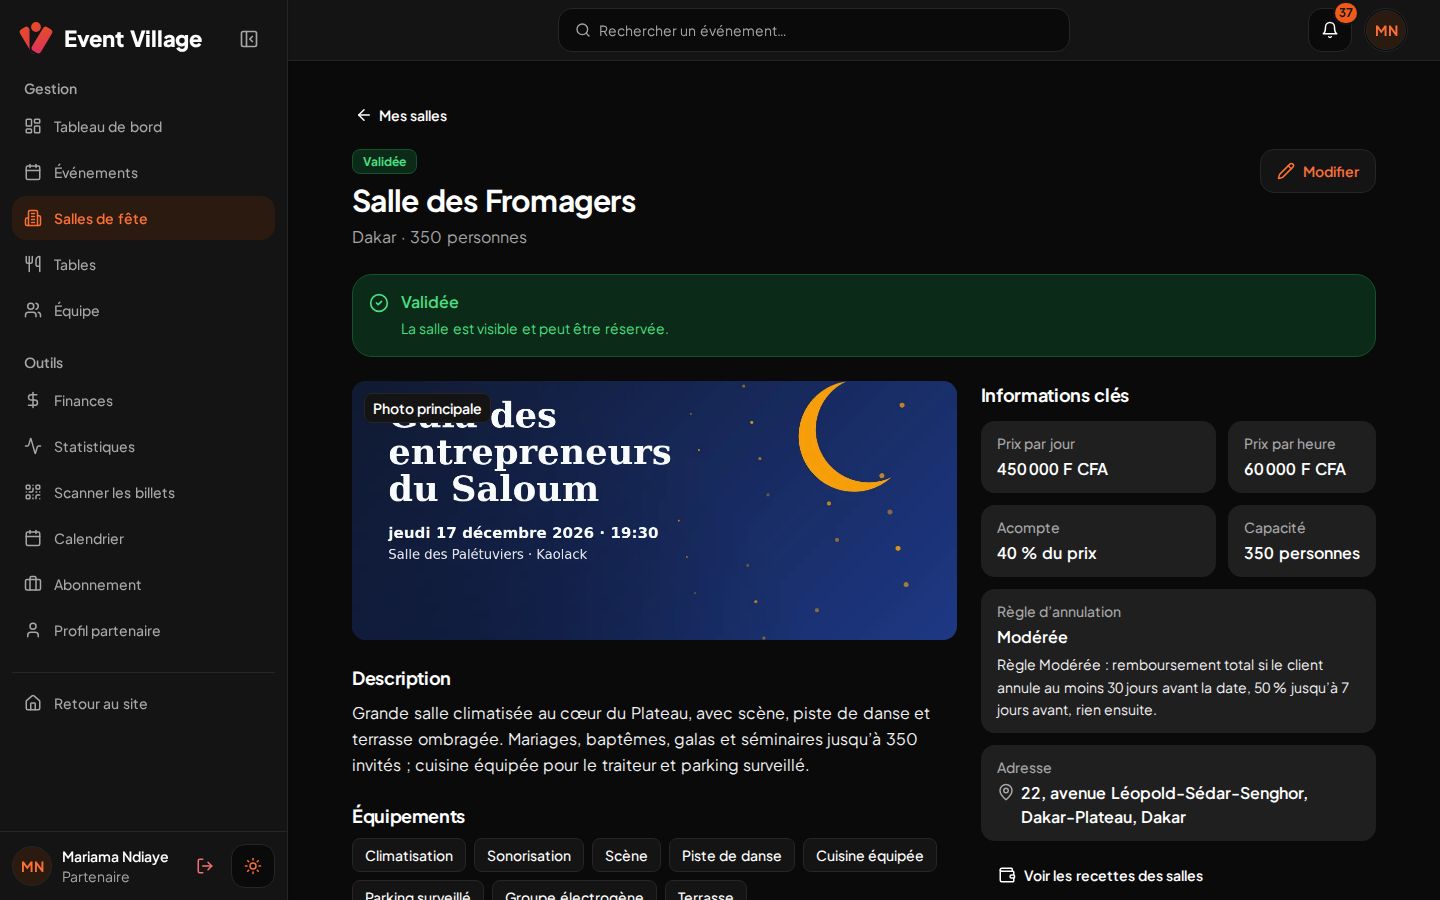 Event Village
Rechercher un événement…
37
MN
Gestion
Tableau de bord
Événements
Salles de fête
Tables
Équipe
Outils
Finances
Statistiques
Scanner les billets
Calendrier
Abonnement
Profil partenaire
Retour au site
MN
Mariama Ndiaye
Partenaire
Mes salles
Validée
Modifier
Salle des Fromagers
Dakar · 350 personnes
Validée
La salle est visible et peut être réservée.
Photo principale
des
entrepreneurs
du Saloum
jeudi 17 décembre 2026 · 19:30
Salle des Palétuviers · Kaolack
Description
Grande salle climatisée au cœur du Plateau, avec scène, piste de danse et
terrasse ombragée. Mariages, baptêmes, galas et séminaires jusqu’à 350
invités ; cuisine équipée pour le traiteur et parking surveillé.
Équipements
Climatisation Sonorisation Scène Piste de danse Cuisine équipée
Parking surveillé Groupe électrogène Terrasse
Informations clés
Prix par jour
450 000 F CFA
Prix par heure
60 000 F CFA
Acompte
40 % du prix
Capacité
350 personnes
Règle d’annulation
Modérée
Règle Modérée : remboursement total si le client
annule au moins 30 jours avant la date, 50 % jusqu’à 7
jours avant, rien ensuite.
Adresse
22, avenue Léopold-Sédar-Senghor,
Dakar-Plateau, Dakar
Voir les recettes des salles